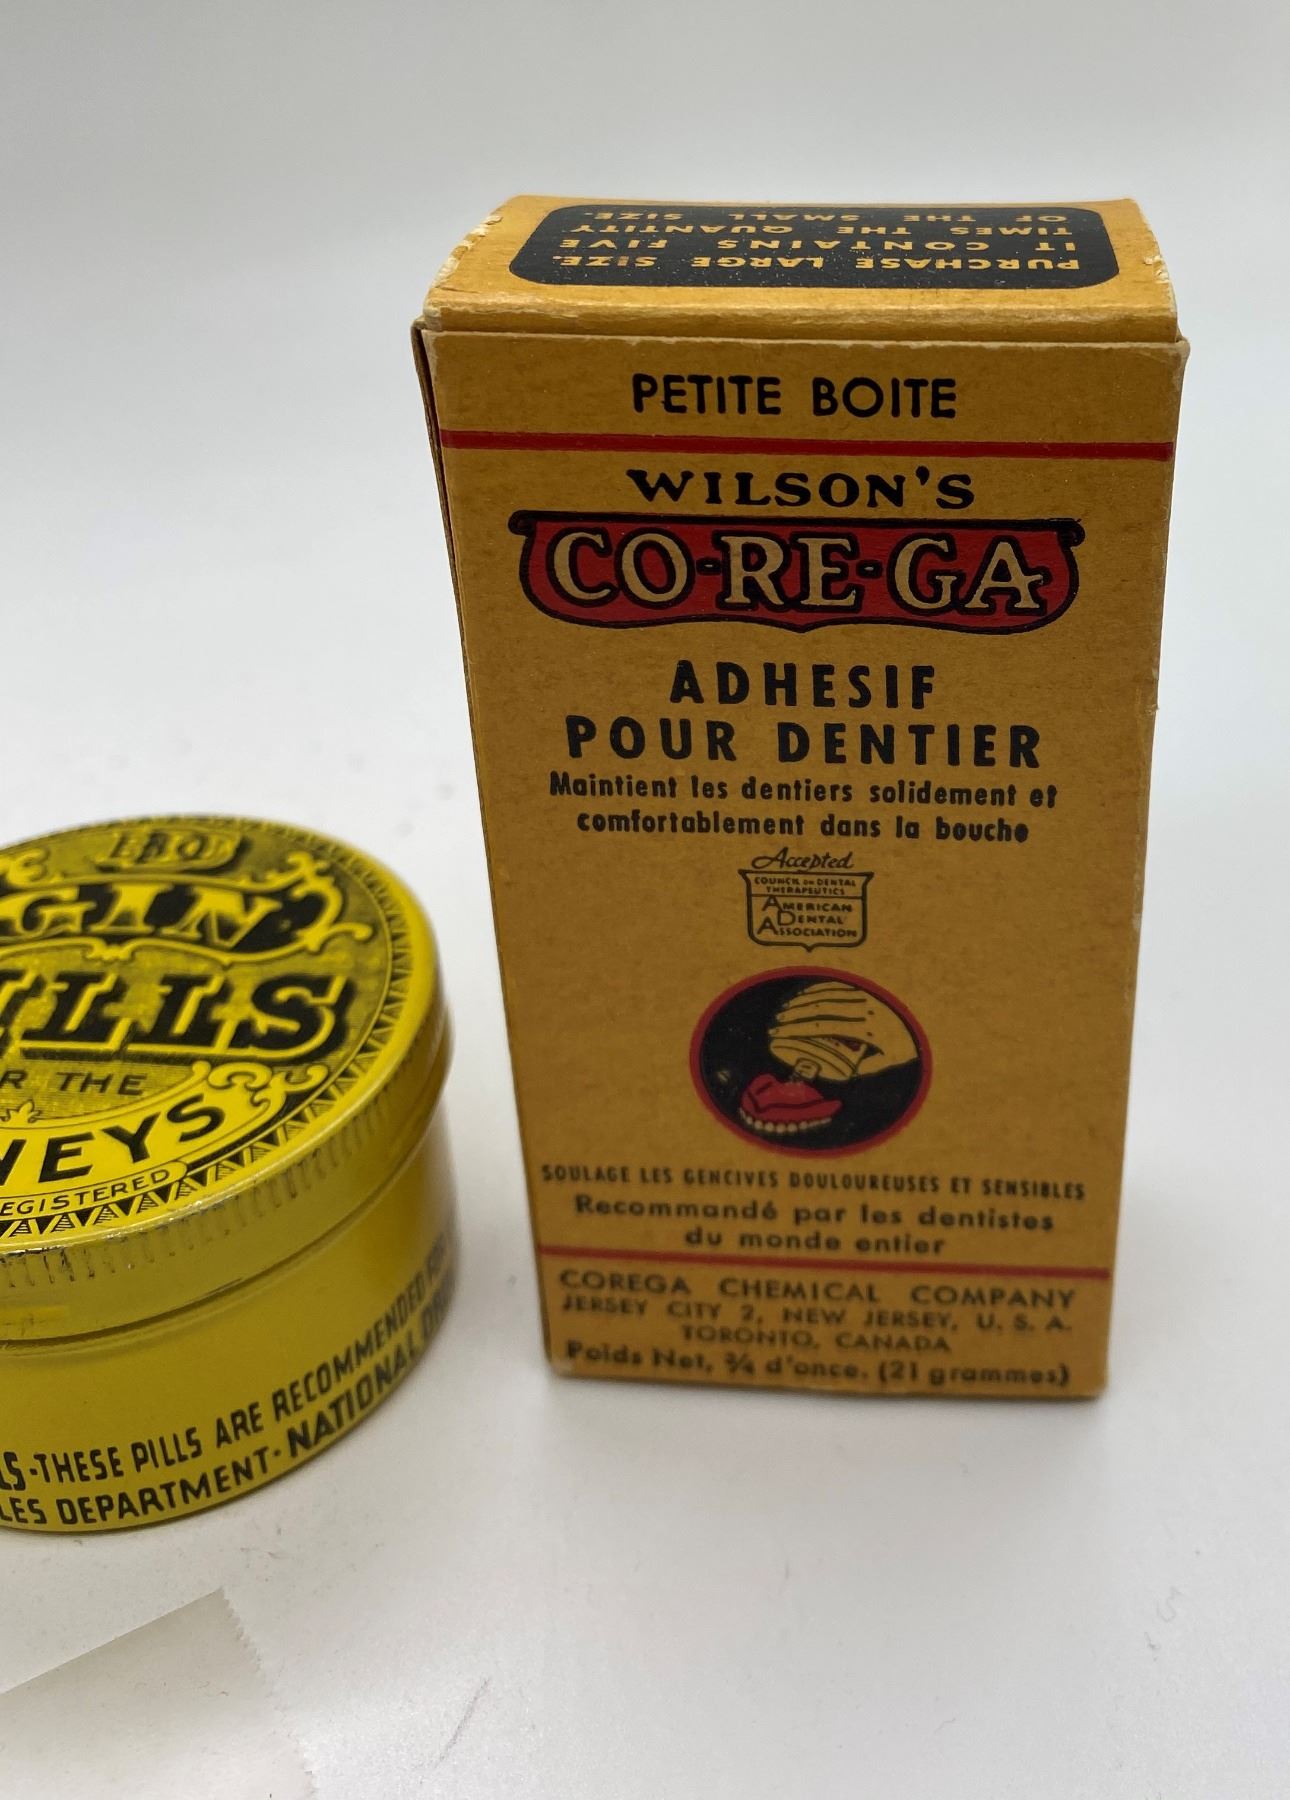 PURCHASE LARGE SIZE.
IT CONTAINS FIVE
TIMES THE QUANTITY
OF THE SMALL SIZE.
PETITE BOITE
WILSON'S
CO-RE-GA
ADHESIF
POUR DENTIER
Maintient les dentiers solidement et
comfortablement dans la bouche
Accepted
COUNCIL ON DENTAL
THERAPEUTICS
AMERICAN
DENTAL
ASSOCIATION
SOULAGE LES GENCIVES DOULOUREUSES ET SENSIBLES
Recommandé par les dentistes
du monde entier
COREGA CHEMICAL COMPANY
JERSEY CITY 2, NEW JERSEY, U. S. A.
TORONTO, CANADA
Poids Net, ¾ d'once. (21 grammes)
GIN
ILLS
R THE
NEYS
EGISTERED
LS-THESE PILLS ARE RECOMMENDED FOR
LES DEPARTMENT-NATIONAL